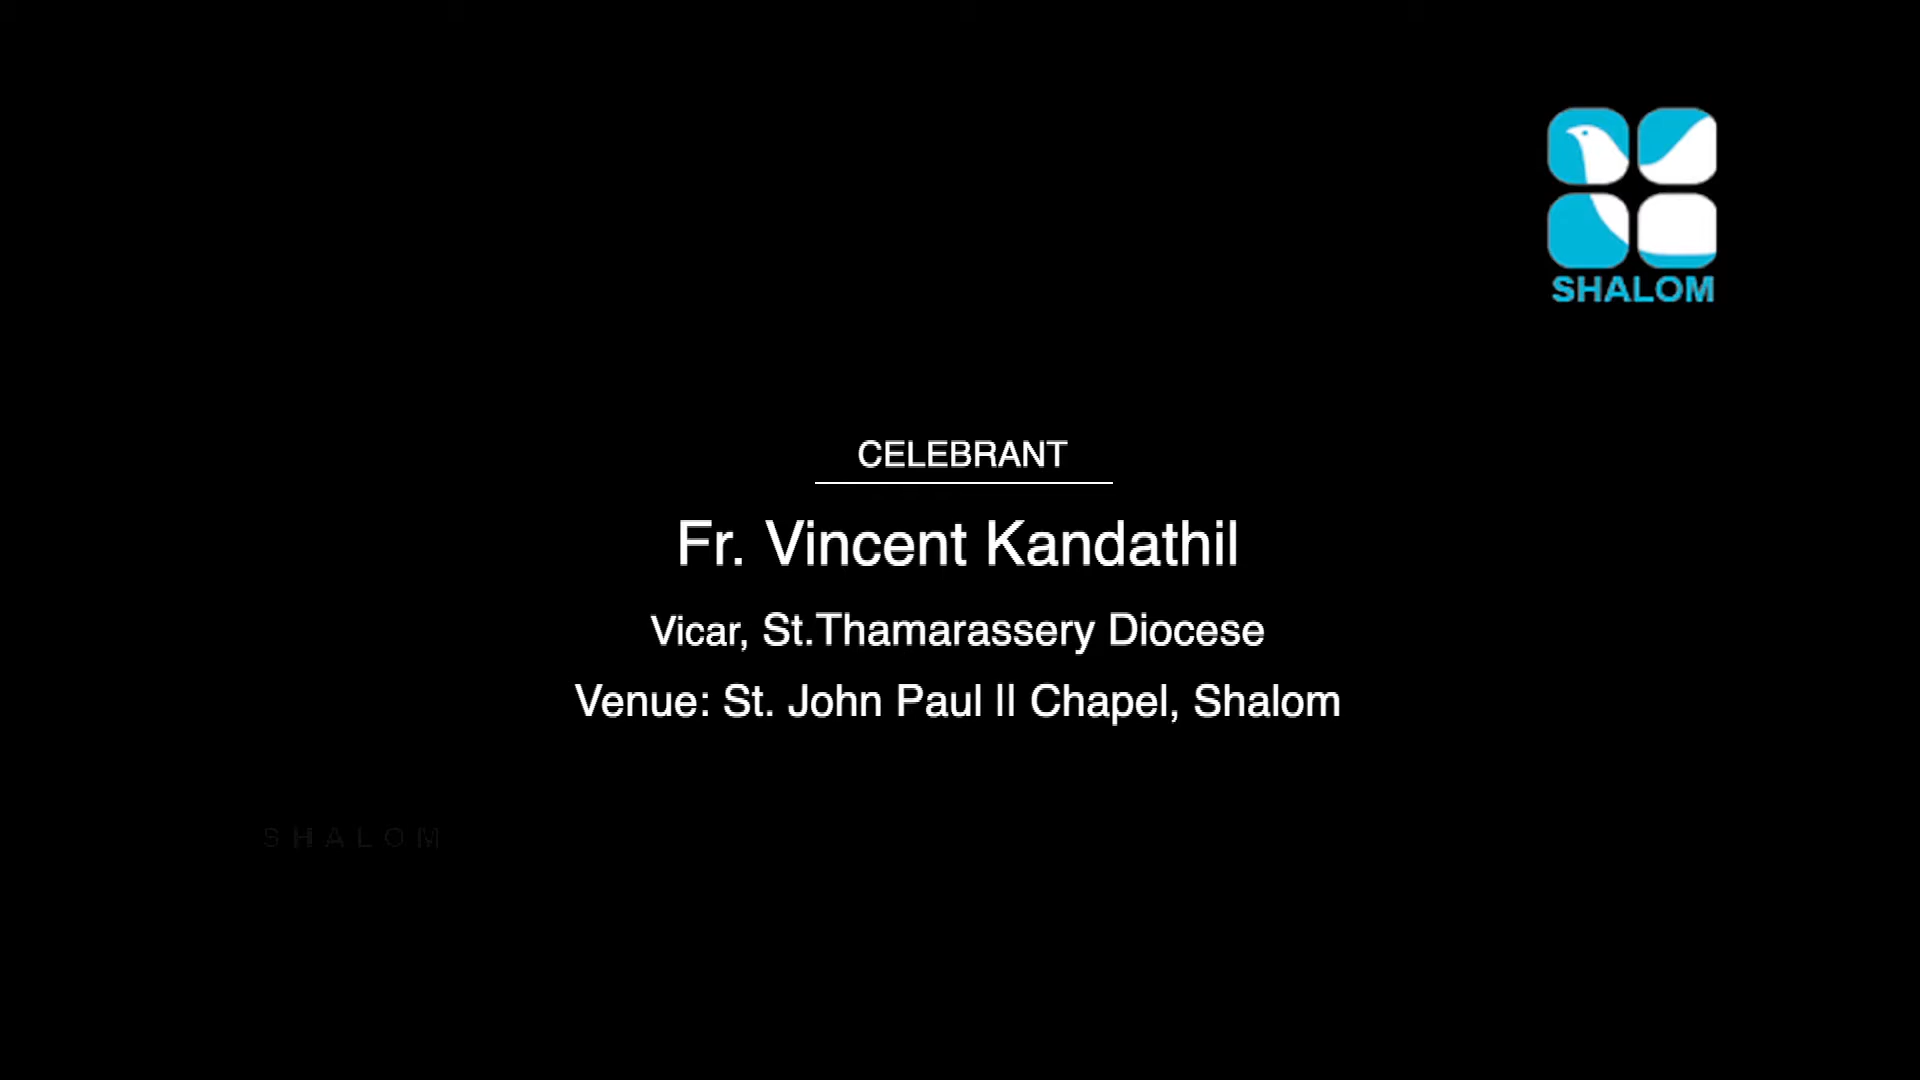 SHALOM
CELEBRANT
Fr. Vincent Kandathil
Vicar, St.Thamarassery Diocese
Venue: St. John Paul II Chapel, Shalom
SHALOM